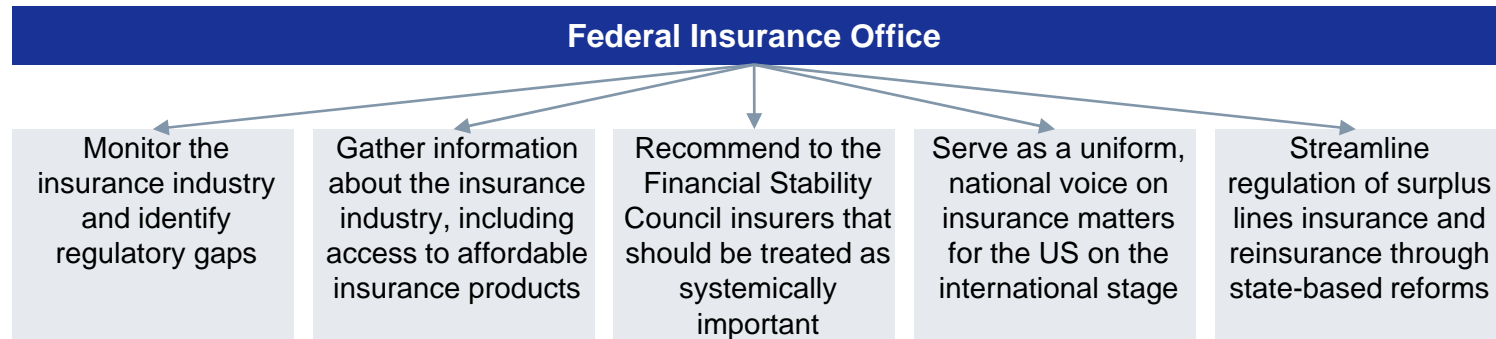 Federal Insurance Office
Monitor the
insurance industry
and identify
regulatory gaps
Gather information
about the insurance
industry, including
access to affordable
insurance products
Recommend to the
Financial Stability
Council insurers that
should be treated as
systemically
important
Serve as a uniform,
national voice on
insurance matters
for the US on the
international stage
Streamline
regulation of surplus
lines insurance and
reinsurance through
state-based reforms